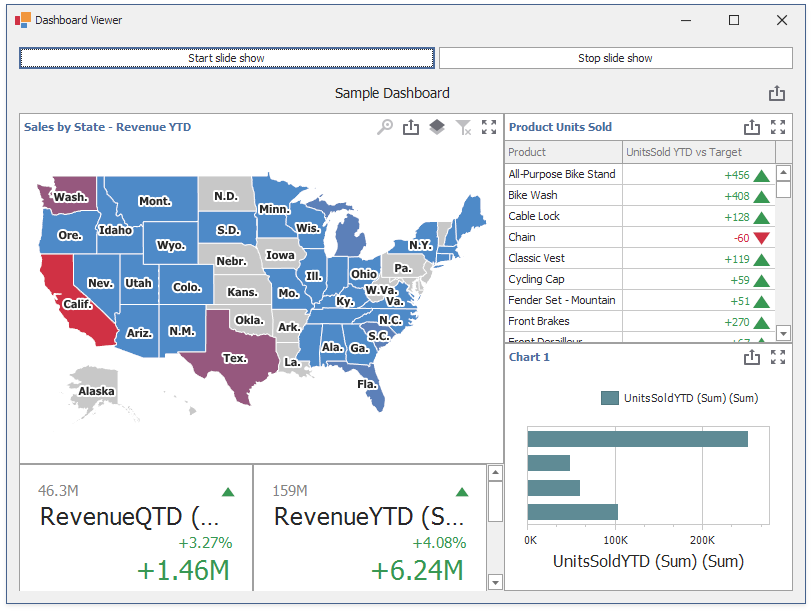 Dashboard Viewer
Start slide show
Stop slide show
Sample Dashboard
Sales by State - Revenue YTD
Wash.
Mont.
N.D.
Minn.
Ore.
Idaho
S.D.
Wis.
Wyo.
N.Y.
Nebr.
Iowa
Pa.
Nev.
Utah
Colo.
Ill.
Ohio
Calif.
Kans.
Mo.
W.Va.
Ky.
Va.
Ariz.
N.M.
Okla.
Ark.
N.C.
S.C.
Tex.
La.
Ala.
Ga.
Fla.
Alaska
46.3M
RevenueQTD (...
+3.27%
+1.46M
159M
RevenueYTD (S...
+4.08%
+6.24M
Product Units Sold
Product UnitsSold YTD vs Target
All-Purpose Bike Stand +456
Bike Wash +408
Cable Lock +128
Chain -60
Classic Vest +119
Cycling Cap +59
Fender Set - Mountain +51
Front Brakes +270
Front Derailleur +67
Chart 1
UnitsSoldYTD (Sum) (Sum)
0K 100K 200K
UnitsSoldYTD (Sum) (Sum)